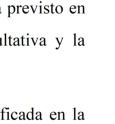 previsto en
ultativa y la
ficada en la